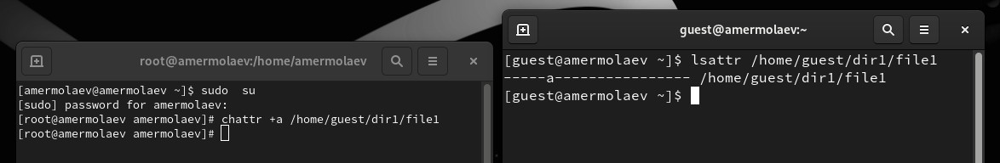 root@amermolaev:/home/amermolaev
[amermolaev@amermolaev ~]$ sudo  su
[sudo] password for amermolaev:
[root@amermolaev amermolaev]# chattr +a /home/guest/dir1/file1
[root@amermolaev amermolaev]#
guest@amermolaev:~
[guest@amermolaev ~]$ lsattr /home/guest/dir1/file1
-----a---------------- /home/guest/dir1/file1
[guest@amermolaev ~]$